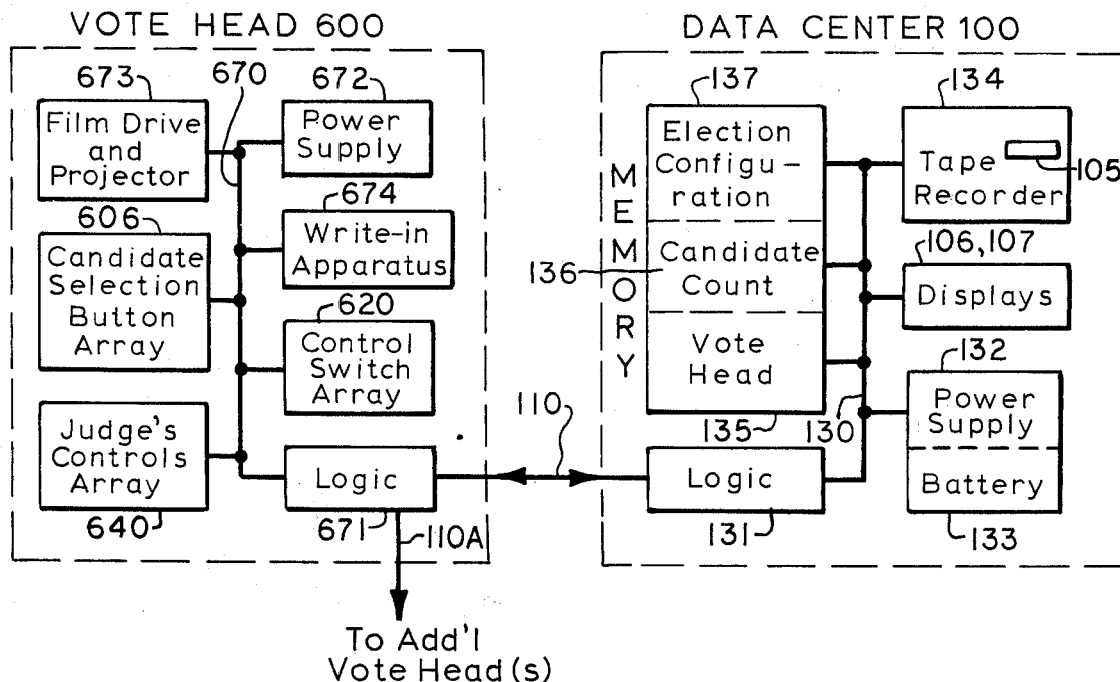 VOTE HEAD 600
673
670
672
Film Drive
and
Projector
Power
Supply
606
674
Candidate
Selection
Button
Array
Write-in
Apparatus
620
Control
Switch
Array
Judge's
Controls
Array
640
Logic
671
110
110A
To Add'l
Vote Head(s)
DATA CENTER 100
137
134
MEMORY
Election
Configu-
ration
Tape
Recorder
105
136
Candidate
Count
106,107
Displays
Vote
Head
135
130
132
Power
Supply
Battery
133
Logic
131